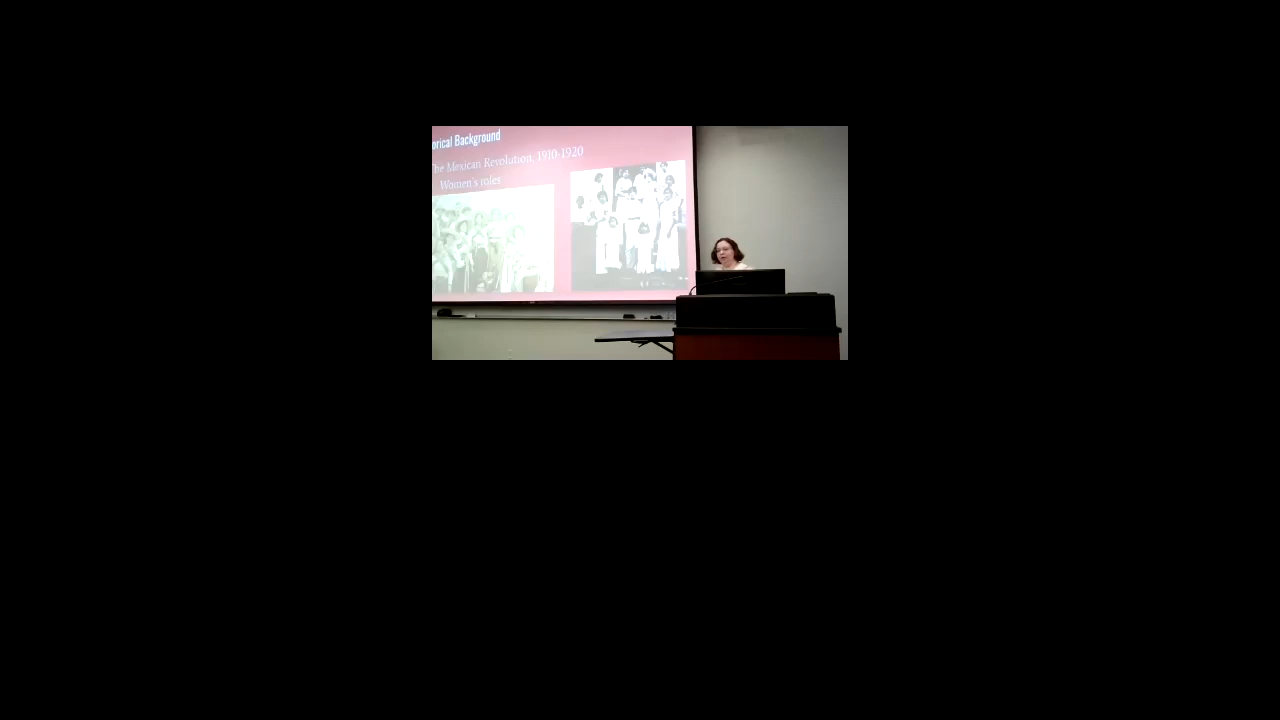 orical Background
The Mexican Revolution, 1910-1920
Women's roles